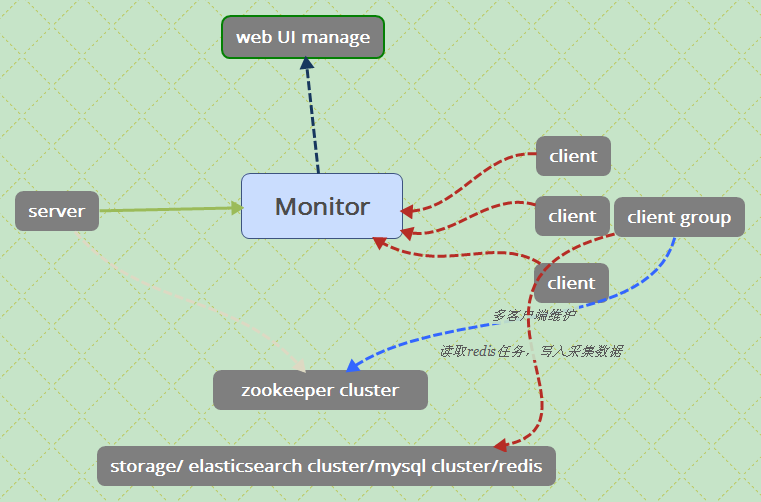 web UI manage
client
Monitor
server
client
client group
client
多客户端维护
读取redis任务，写入采集数据
zookeeper cluster
storage/ elasticsearch cluster/mysql cluster/redis